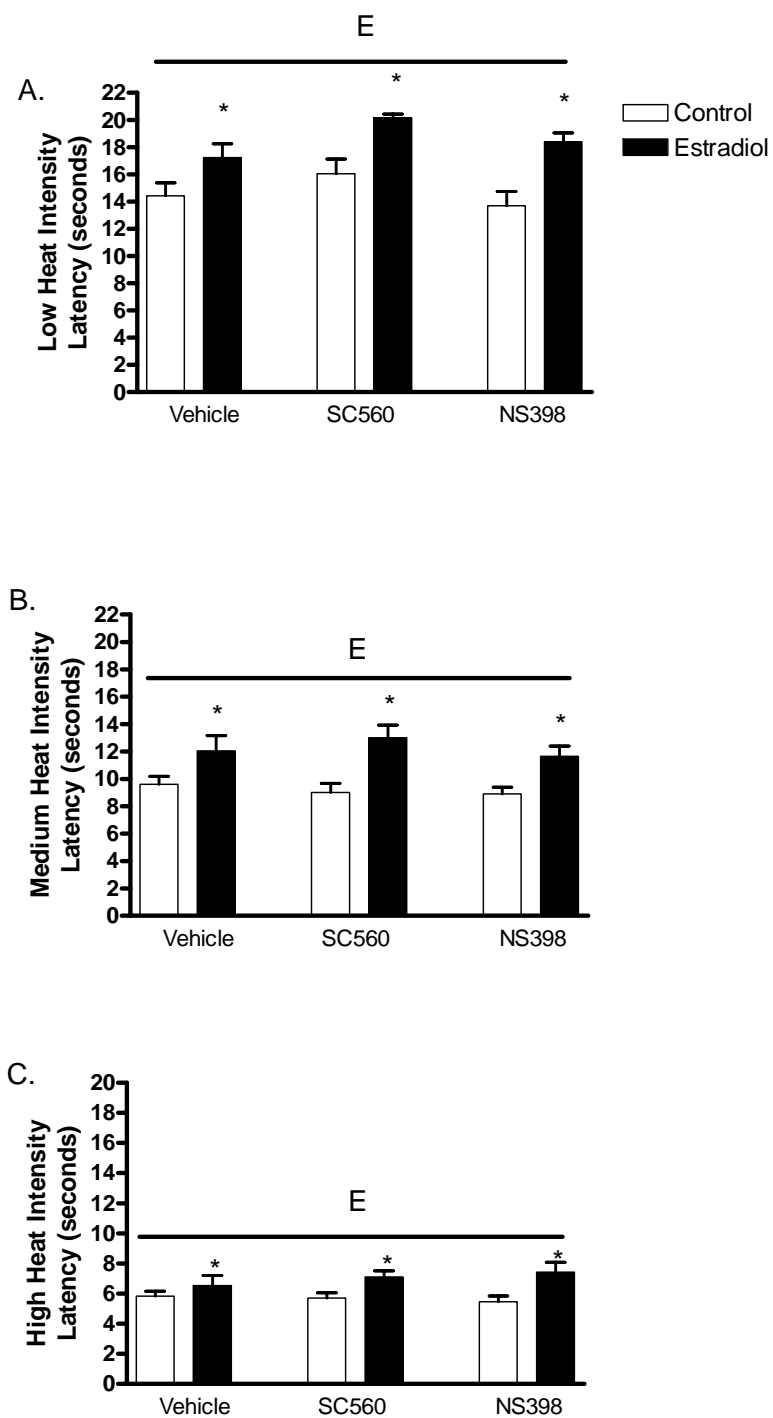 E
A.
Low Heat Intensity
Latency (seconds)
22
20
18
16
14
12
10
8
6
4
2
0
*
*
*
Control
Estradiol
Vehicle SC560 NS398
B.
Medium Heat Intensity
Latency (seconds)
22
20
18
16
14
12
10
8
6
4
2
0
E
*
*
*
Vehicle SC560 NS398
C.
High Heat Intensity
Latency (seconds)
20
18
16
14
12
10
8
6
4
2
0
E
*
*
*
Vehicle SC560 NS398